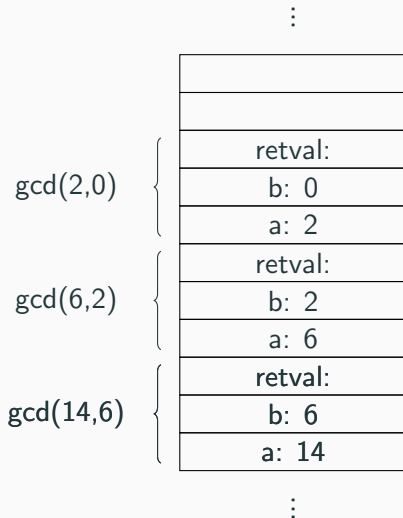 ⋮
retval:
gcd(2,0) b: 0
a: 2
retval:
gcd(6,2) b: 2
a: 6
retval:
gcd(14,6) b: 6
a: 14
⋮